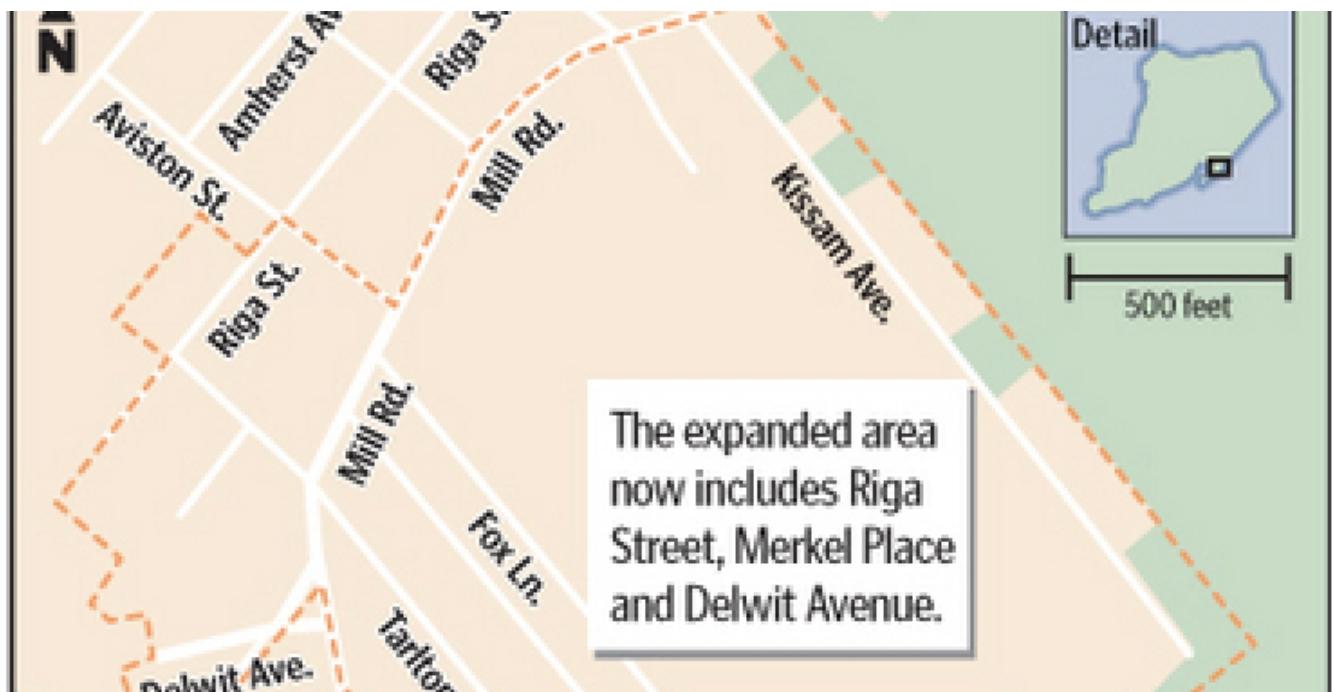 N
Amherst Av
Riga S
Detail
Aviston St.
Mill Rd.
Kissam Ave.
Riga St.
500 feet
Mill Rd.
The expanded area
now includes Riga
Street, Merkel Place
and Delwit Avenue.
Fox Ln.
Tarlto
Delwit Ave.